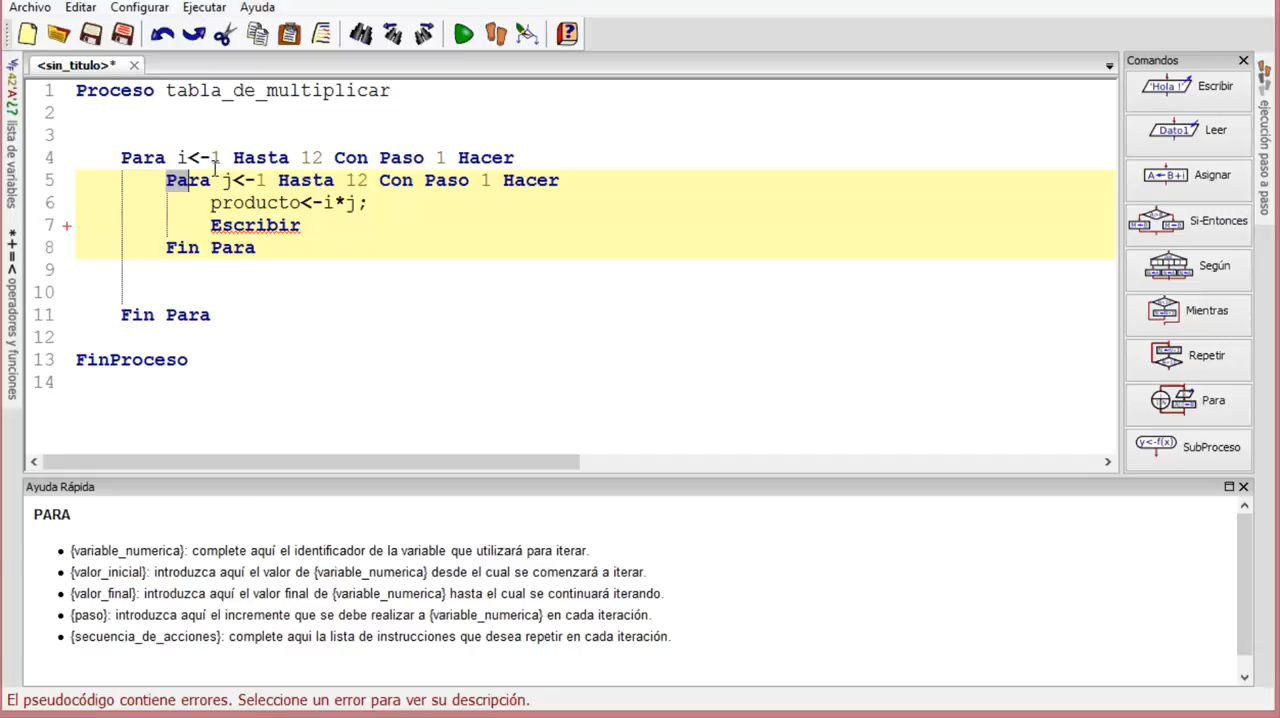 Archivo Editar Configurar Ejecutar Ayuda
<sin_titulo>*
1 Proceso tabla_de_multiplicar
2
3
4 Para i<-1 Hasta 12 Con Paso 1 Hacer
5 Para j<-1 Hasta 12 Con Paso 1 Hacer
6 producto<-i*j;
7 Escribir
8 Fin Para
9
10
11 Fin Para
12
13 FinProceso
14
42 'A' ¿? lista de variables
* + = < operadores y funciones
Comandos
'Hola !' Escribir
Dato1 Leer
A←B+i Asignar
Si-Entonces
Según
Mientras
Repetir
Para
y<-f(x) SubProceso
ejecución paso a paso
Ayuda Rápida
PARA
• {variable_numerica}: complete aquí el identificador de la variable que utilizará para iterar.
• {valor_inicial}: introduzca aquí el valor de {variable_numerica} desde el cual se comenzará a iterar.
• {valor_final}: introduzca aquí el valor final de {variable_numerica} hasta el cual se continuará iterando.
• {paso}: introduzca aquí el incremente que se debe realizar a {variable_numerica} en cada iteración.
• {secuencia_de_acciones}: complete aqui la lista de instrucciones que desea repetir en cada iteración.
El pseudocódigo contiene errores. Seleccione un error para ver su descripción.